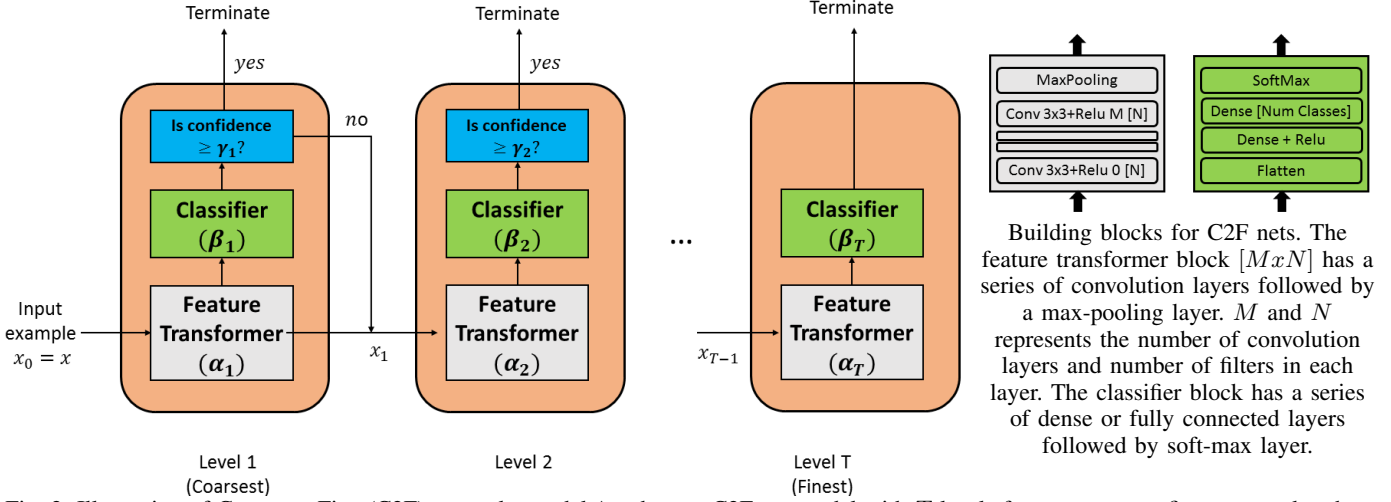 Terminate
yes
Is confidence
≥ γ₁?
no
Classifier
(β₁)
Feature
Transformer
(α₁)
Input
example
x₀ = x
x₁
Level 1
(Coarsest)
Terminate
yes
Is confidence
≥ γ₂?
Classifier
(β₂)
Feature
Transformer
(α₂)
Level 2
...
Terminate
Classifier
(β_T)
Feature
Transformer
(α_T)
x_{T−1}
Level T
(Finest)
MaxPooling
Conv 3x3+Relu M [N]
Conv 3x3+Relu 0 [N]
SoftMax
Dense [Num Classes]
Dense + Relu
Flatten
Building blocks for C2F nets. The
feature transformer block [MxN] has a
series of convolution layers followed by
a max-pooling layer. M and N
represents the number of convolution
layers and number of filters in each
layer. The classifier block has a series
of dense or fully connected layers
followed by soft-max layer.